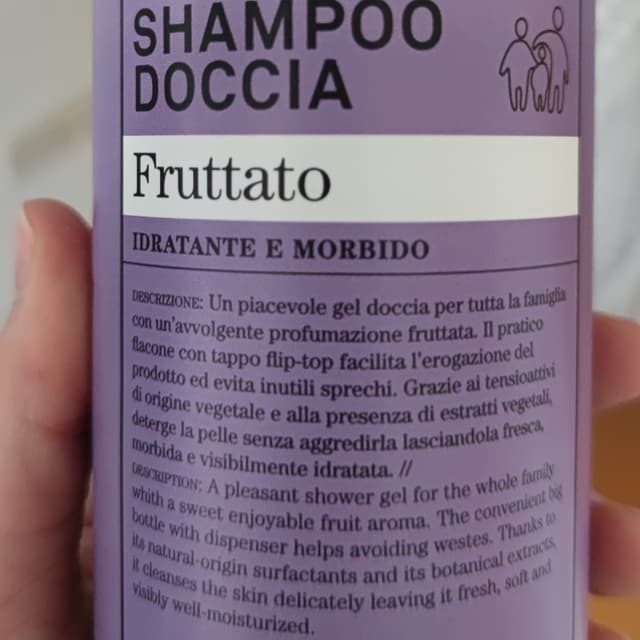 SHAMPOO
DOCCIA
Fruttato
IDRATANTE E MORBIDO
DESCRIZIONE: Un piacevole gel doccia per tutta la famiglia
con un'avvolgente profumazione fruttata. Il pratico
flacone con tappo flip-top facilita l'erogazione del
prodotto ed evita inutili sprechi. Grazie ai tensioattivi
di origine vegetale e alla presenza di estratti vegetali,
deterge la pelle senza aggredirla lasciandola fresca,
morbida e visibilmente idratata. //
DESCRIPTION: A pleasant shower gel for the whole family
whith a sweet enjoyable fruit aroma. The convenient big
bottle with dispenser helps avoiding westes. Thanks to
its natural-origin surfactants and its botanical extracts,
it cleanses the skin delicately leaving it fresh, soft and
visibly well-moisturized.